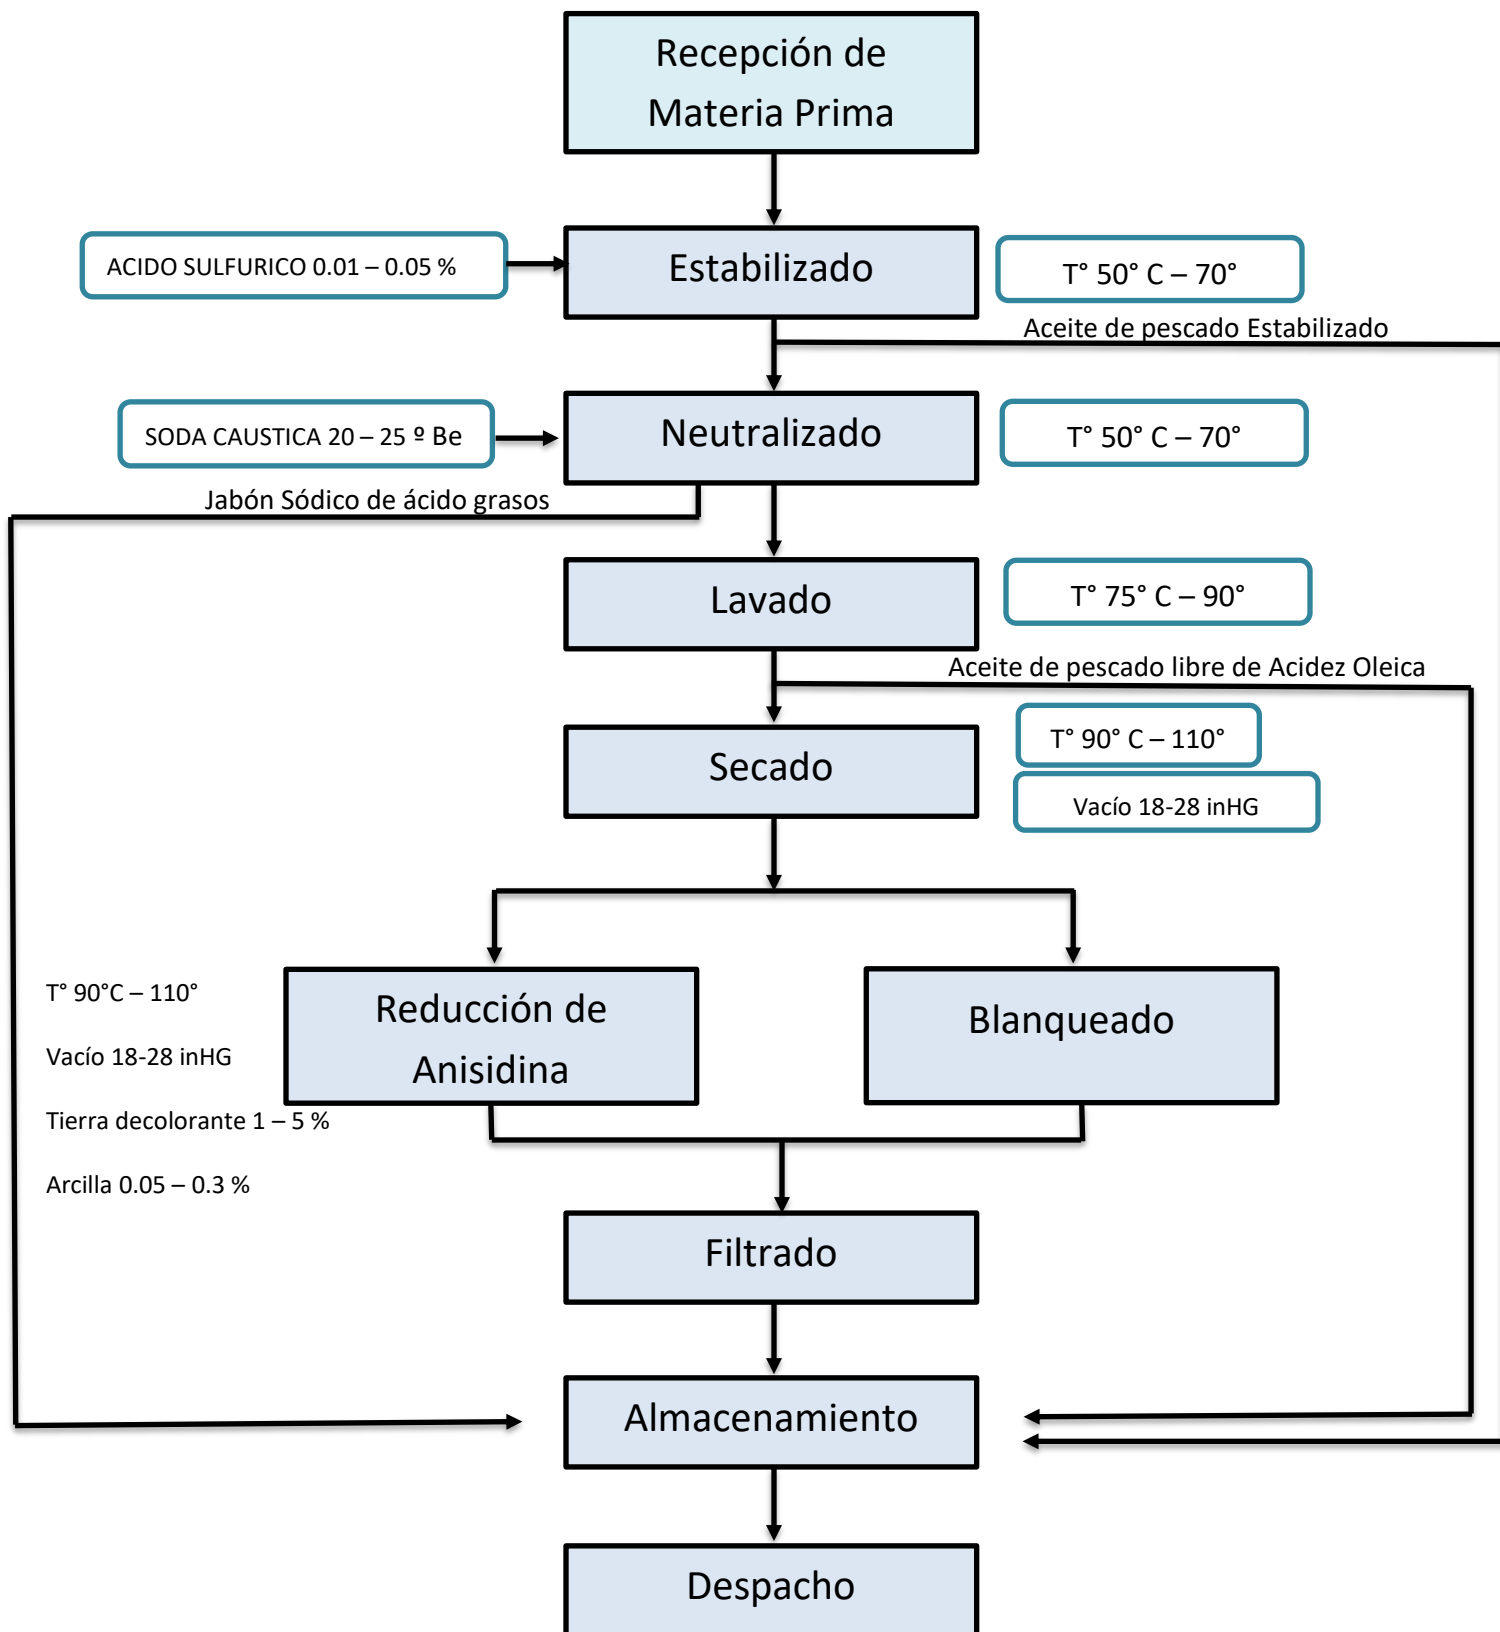 Recepción de
Materia Prima
ACIDO SULFURICO 0.01 – 0.05 %
Estabilizado
T° 50° C – 70°
Aceite de pescado Estabilizado
SODA CAUSTICA 20 – 25 º Be
Neutralizado
T° 50° C – 70°
Jabón Sódico de ácido grasos
Lavado
T° 75° C – 90°
Aceite de pescado libre de Acidez Oleica
Secado
T° 90° C – 110°
Vacío 18-28 inHG
T° 90°C – 110°
Vacío 18-28 inHG
Tierra decolorante 1 – 5 %
Arcilla 0.05 – 0.3 %
Reducción de
Anisidina
Blanqueado
Filtrado
Almacenamiento
Despacho